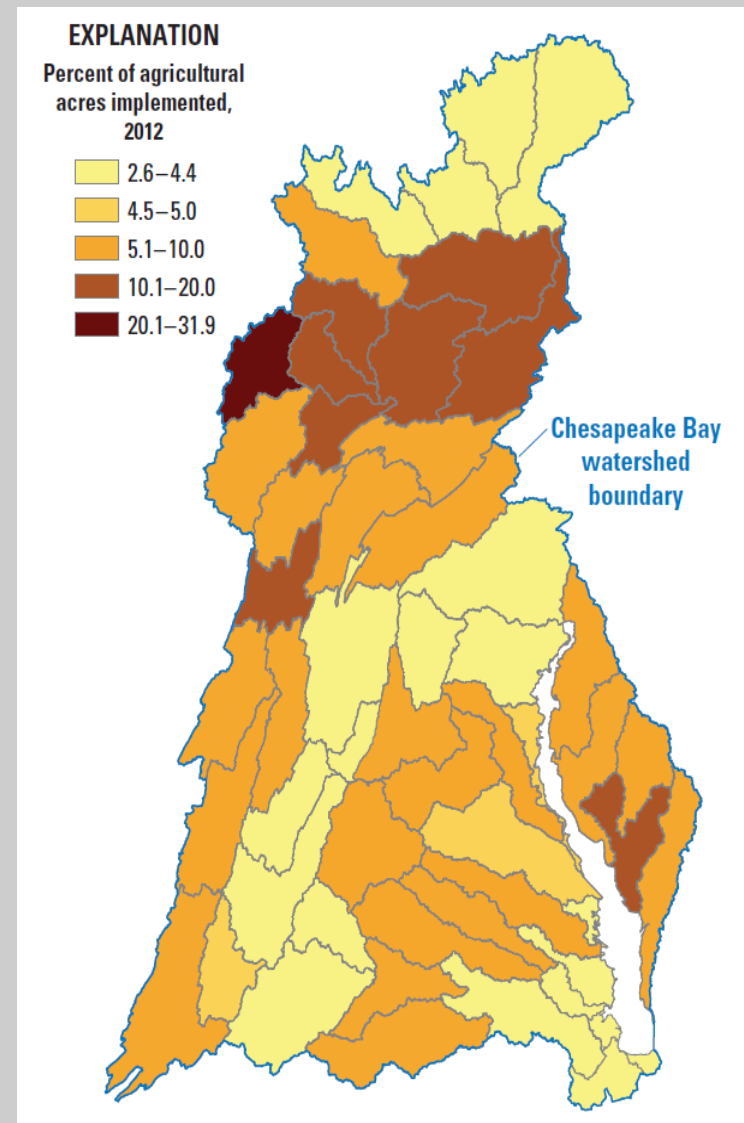 EXPLANATION
Percent of agricultural
acres implemented,
2012
2.6–4.4
4.5–5.0
5.1–10.0
10.1–20.0
20.1–31.9
Chesapeake Bay
watershed
boundary